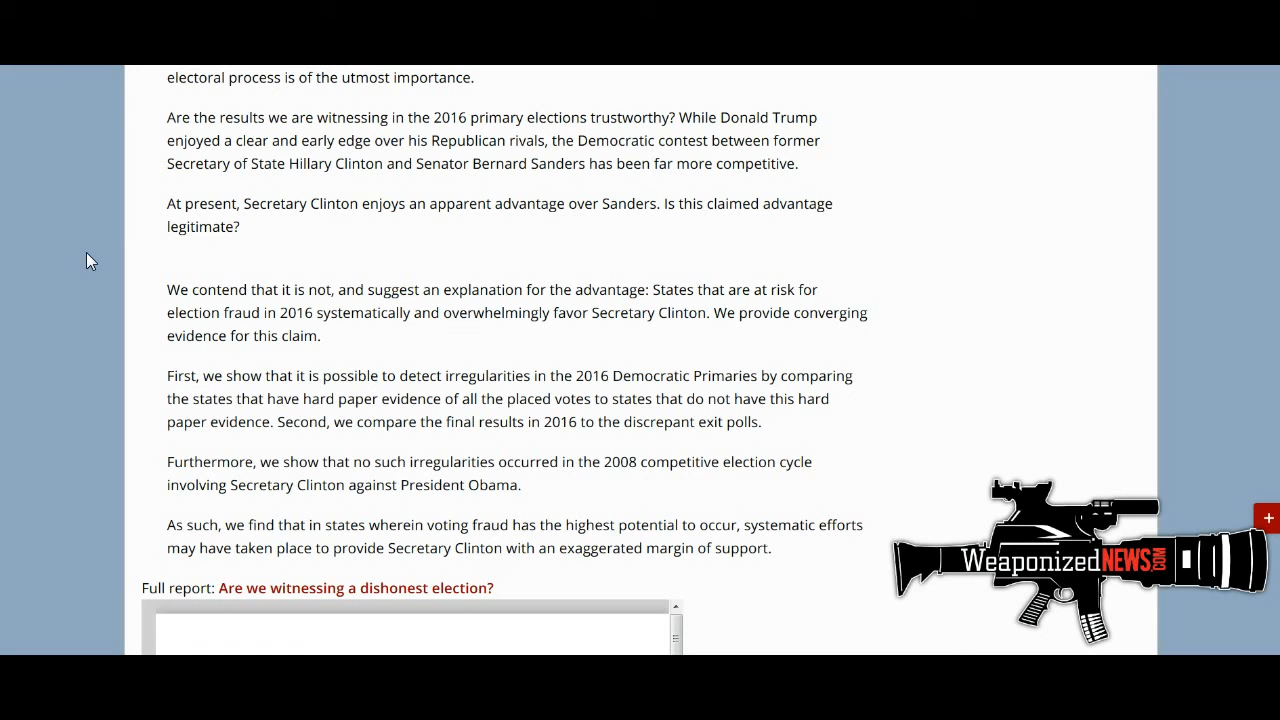 electoral process is of the utmost importance.
Are the results we are witnessing in the 2016 primary elections trustworthy? While Donald Trump
enjoyed a clear and early edge over his Republican rivals, the Democratic contest between former
Secretary of State Hillary Clinton and Senator Bernard Sanders has been far more competitive.
At present, Secretary Clinton enjoys an apparent advantage over Sanders. Is this claimed advantage
legitimate?
We contend that it is not, and suggest an explanation for the advantage: States that are at risk for
election fraud in 2016 systematically and overwhelmingly favor Secretary Clinton. We provide converging
evidence for this claim.
First, we show that it is possible to detect irregularities in the 2016 Democratic Primaries by comparing
the states that have hard paper evidence of all the placed votes to states that do not have this hard
paper evidence. Second, we compare the final results in 2016 to the discrepant exit polls.
Furthermore, we show that no such irregularities occurred in the 2008 competitive election cycle
involving Secretary Clinton against President Obama.
As such, we find that in states wherein voting fraud has the highest potential to occur, systematic efforts
may have taken place to provide Secretary Clinton with an exaggerated margin of support.
Full report: Are we witnessing a dishonest election?
WeaponizedNEWS.COM
+